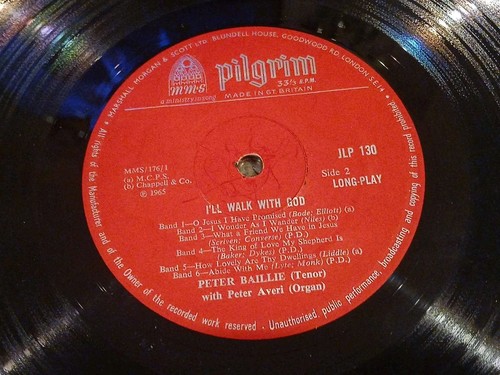 ★ MARSHALL MORGAN & SCOTT LTD. BLUNDELL HOUSE, GOODWOOD RD. LONDON. S.E.14 ★
MMS
a ministry in song
pilgrim
33⅓ R.P.M.
MADE IN GT. BRITAIN
JLP 130
Side 2
LONG-PLAY
MMS/176/1
(a) M.C.P.S.
(b) Chappell & Co.
℗ 1965
I'LL WALK WITH GOD
Band 1—O Jesus I Have Promised (Bode; Elliott) (a)
Band 2—I Wonder As I Wander (Niles) (b)
Band 3—What a Friend We Have in Jesus
(Scriven; Converse) (P.D.)
Band 4—The King of Love My Shepherd Is
(Baker; Dykes) (P.D.)
Band 5—How Lovely Are Thy Dwellings (Liddle) (a)
Band 6—Abide With Me (Lyte; Monk) (P.D.)
PETER BAILLIE (Tenor)
with Peter Averi (Organ)
All rights of the Manufacturer and of the Owner of the recorded work reserved . Unauthorised, public performance, broadcasting and copying of this record prohibited